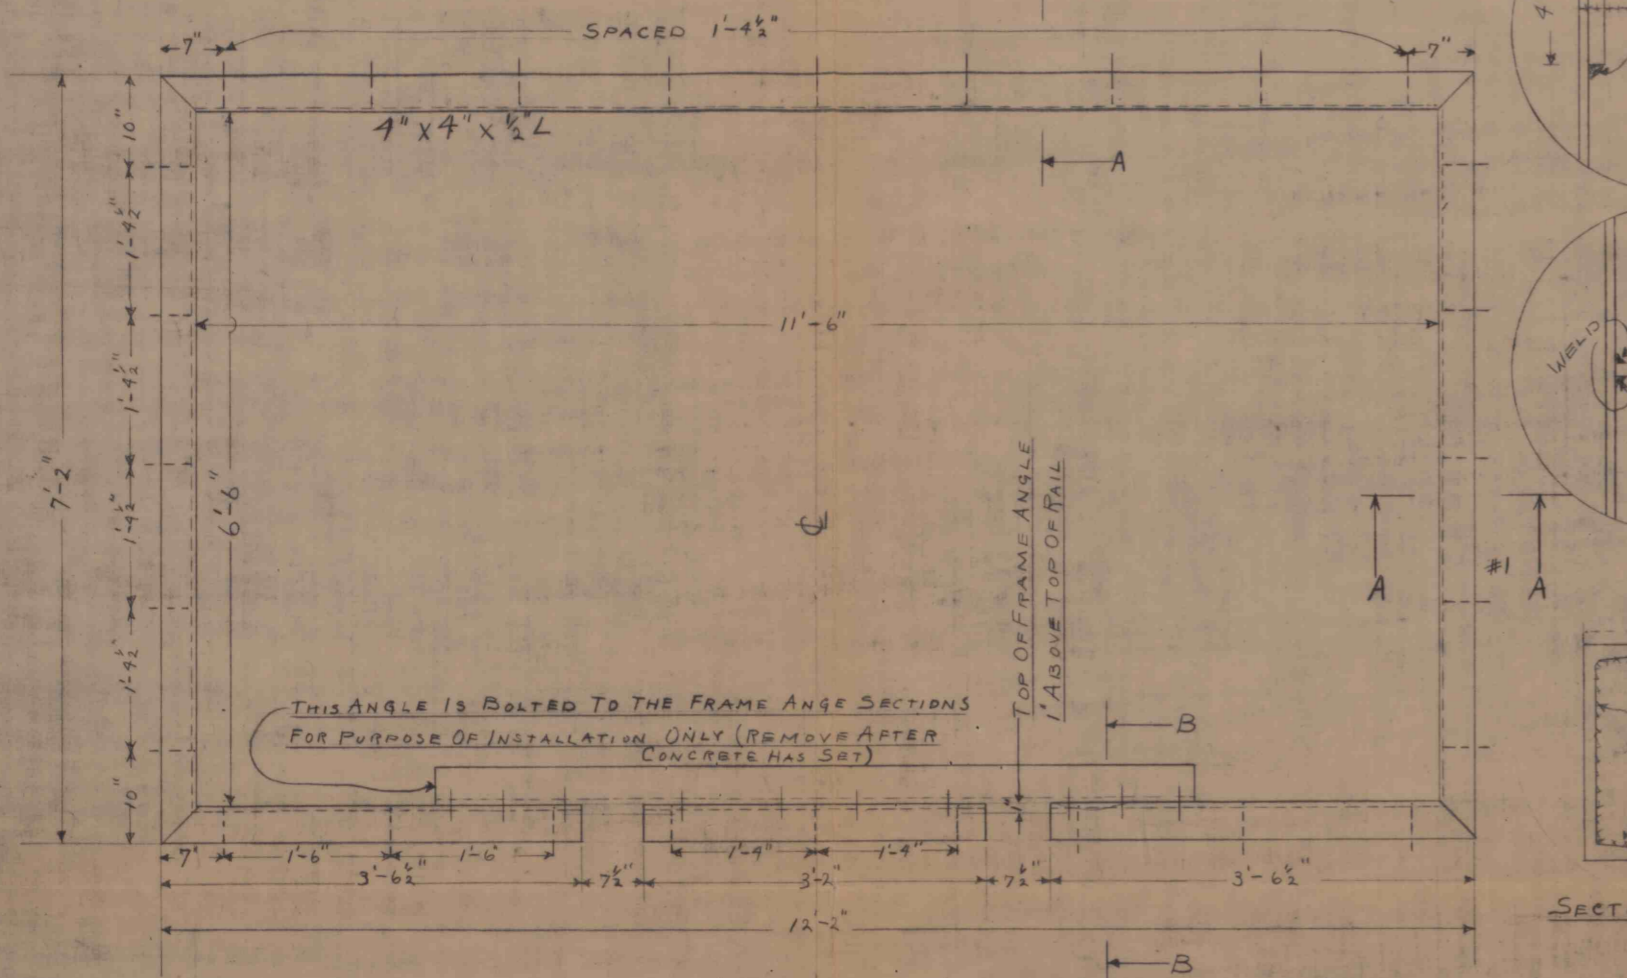 SPACED 1'-4½"
7"
7"
4
4" X 4" X ½" L
A
10"
1'-4½"
1'-4½"
1'-4½"
1'-4½"
10"
7'-2"
6'-6"
11'-6"
WELD
℄
TOP OF FRAME ANGLE
1" ABOVE TOP OF RAIL
A
#1
A
THIS ANGLE IS BOLTED TO THE FRAME ANGE SECTIONS
FOR PURPOSE OF INSTALLATION ONLY (REMOVE AFTER
CONCRETE HAS SET)
B
1"
7"
1'-6"
1'-6"
1'-4"
1'-4"
3'-6½"
7½"
3'-2"
7½"
3'-6½"
12'-2"
SECT
B